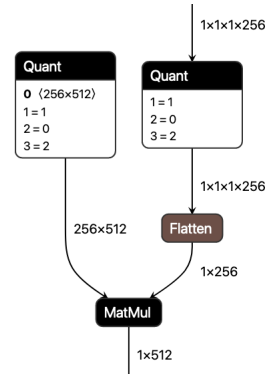 1×1×1×256
Quant
0 〈256×512〉
1 = 1
2 = 0
3 = 2
Quant
1 = 1
2 = 0
3 = 2
1×1×1×256
256×512
Flatten
1×256
MatMul
1×512